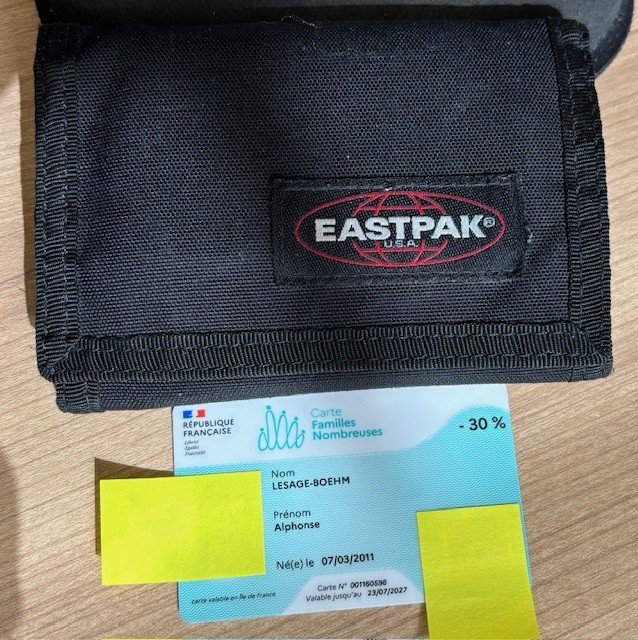 EASTPAK®
U.S.A.
RÉPUBLIQUE
FRANÇAISE
Liberté
Égalité
Fraternité
Carte
Familles
Nombreuses
- 30 %
Nom
LESAGE-BOEHM
Prénom
Alphonse
Né(e) le 07/03/2011
carte valable en Île de France
Carte N° 001160598
Valable jusqu'au 23/07/2027